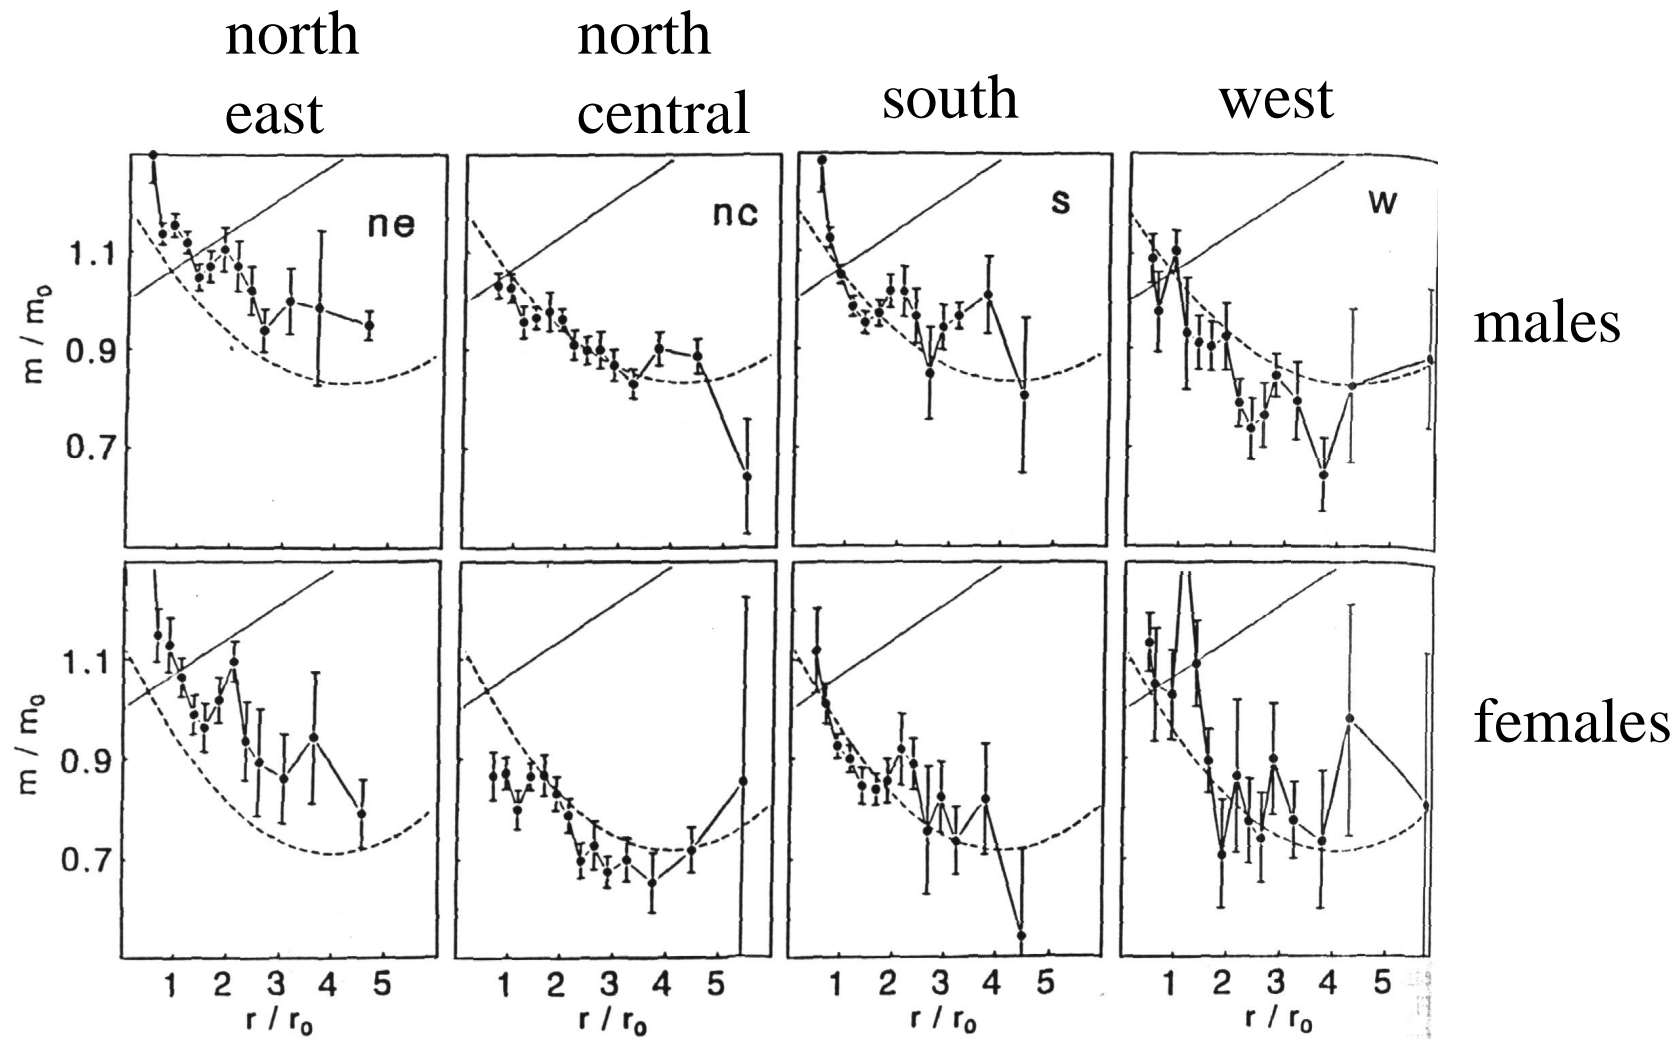 north
east
north
central
south
west
ne
nc
s
w
1.1
0.9
0.7
m / m₀
males
1.1
0.9
0.7
m / m₀
females
1 2 3 4 5
r / r₀
1 2 3 4 5
r / r₀
1 2 3 4 5
r / r₀
1 2 3 4 5
r / r₀